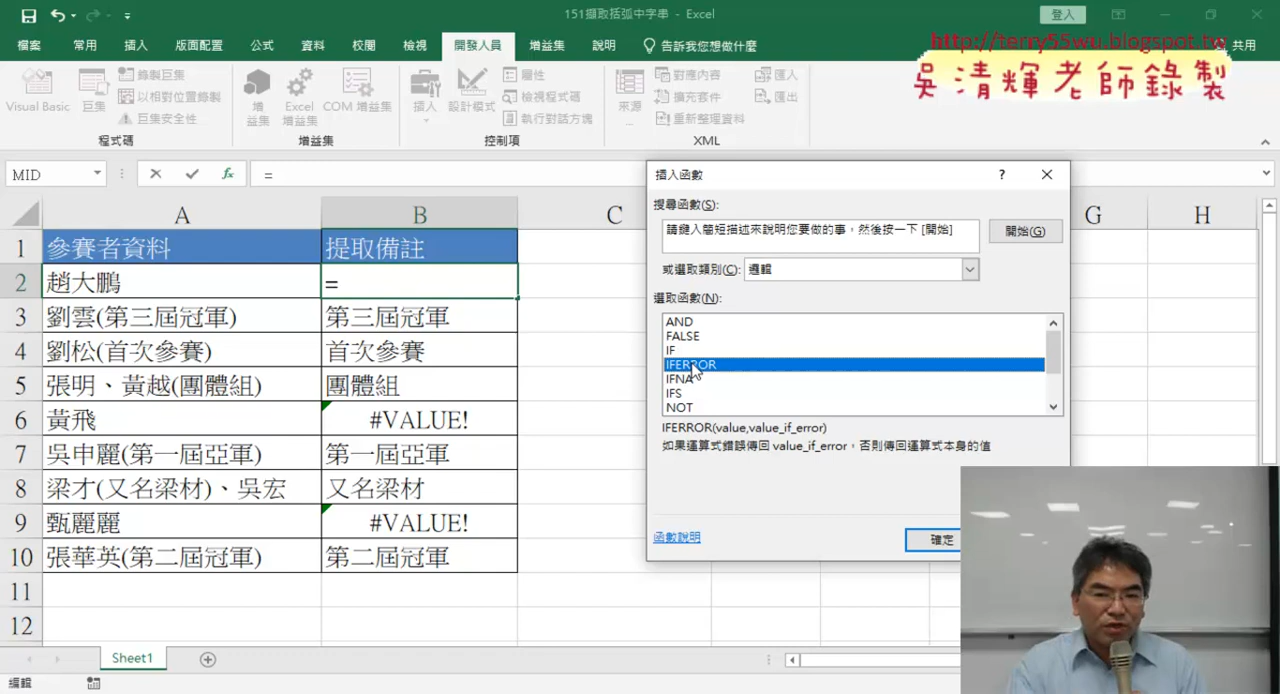 151擷取括弧中字串 - Excel
登入
檔案 常用 插入 版面配置 公式 資料 校閱 檢視 開發人員 增益集 說明 告訴我您想做什麼 共用
http://terry55wu.blogspot.tw
吳清輝老師錄製
Visual Basic 巨集 錄製巨集 以相對位置錄製 巨集安全性
程式碼
增益集 Excel 增益集 COM 增益集
增益集
插入 設計模式 屬性 檢視程式碼 執行對話方塊
控制項
來源 對應內容 擴充套件 重新整理資料 匯入 匯出
XML
MID fx =
A B C G H
1 參賽者資料 提取備註
2 趙大鵬 =
3 劉雲(第三屆冠軍) 第三屆冠軍
4 劉松(首次參賽) 首次參賽
5 張明、黃越(團體組) 團體組
6 黃飛 #VALUE!
7 吳申麗(第一屆亞軍) 第一屆亞軍
8 梁才(又名梁材)、吳宏 又名梁材
9 甄麗麗 #VALUE!
10 張華英(第二屆冠軍) 第二屆冠軍
11
12
插入函數 ?
搜尋函數(S):
請鍵入簡短描述來說明您要做的事，然後按一下 [開始]
開始(G)
或選取類別(C): 邏輯
選取函數(N):
AND
FALSE
IF
IFERROR
IFNA
IFS
NOT
IFERROR(value,value_if_error)
如果運算式錯誤傳回 value_if_error，否則傳回運算式本身的值
函數說明
確定
Sheet1
編輯